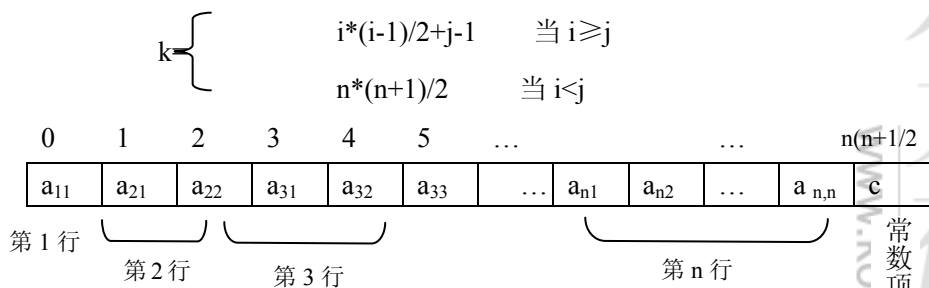 i*(i-1)/2+j-1 当 i≥j
k=
n*(n+1)/2 当 i<j
0 1 2 3 4 5 … … n(n+1/2
a11 a21 a22 a31 a32 a33 … an1 an2 … a n,n c
第 1 行 第 2 行 第 3 行 第 n 行 常数项